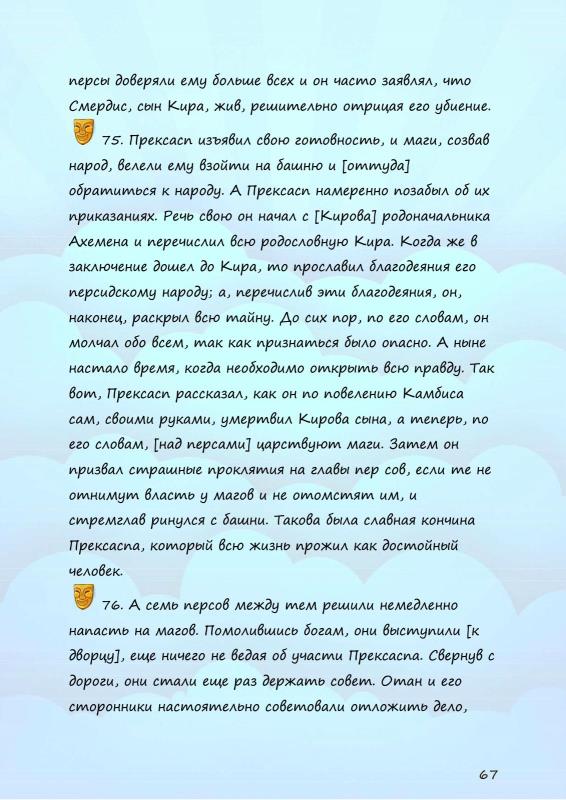 персы доверяли ему больше всех и он часто заявлял, что
Смердис, сын Кира, жив, решительно отрицая его убиение.
75. Прексасп изъявил свою готовность, и маги, созвав
народ, велели ему взойти на башню и [оттуда]
обратиться к народу. А Прексасп намеренно позабыл об их
приказаниях. Речь свою он начал с [Кирова] родоначальника
Ахемена и перечислил всю родословную Кира. Когда же в
заключение дошел до Кира, то прославил благодеяния его
персидскому народу; а, перечислив эти благодеяния, он,
наконец, раскрыл всю тайну. До сих пор, по его словам, он
молчал обо всем, так как признаться было опасно. А ныне
настало время, когда необходимо открыть всю правду. Так
вот, Прексасп рассказал, как он по повелению Камбиса
сам, своими руками, умертвил Кирова сына, а теперь, по
его словам, [над персами] царствуют маги. Затем он
призвал страшные проклятия на главы пер сов, если те не
отнимут власть у магов и не отомстят им, и
стремглав ринулся с башни. Такова была славная кончина
Прексаспа, который всю жизнь прожил как достойный
человек.
76. А семь персов между тем решили немедленно
напасть на магов. Помолившись богам, они выступили [к
дворцу], еще ничего не ведая об участи Прексаспа. Свернув с
дороги, они стали еще раз держать совет. Отан и его
сторонники настоятельно советовали отложить дело,
67